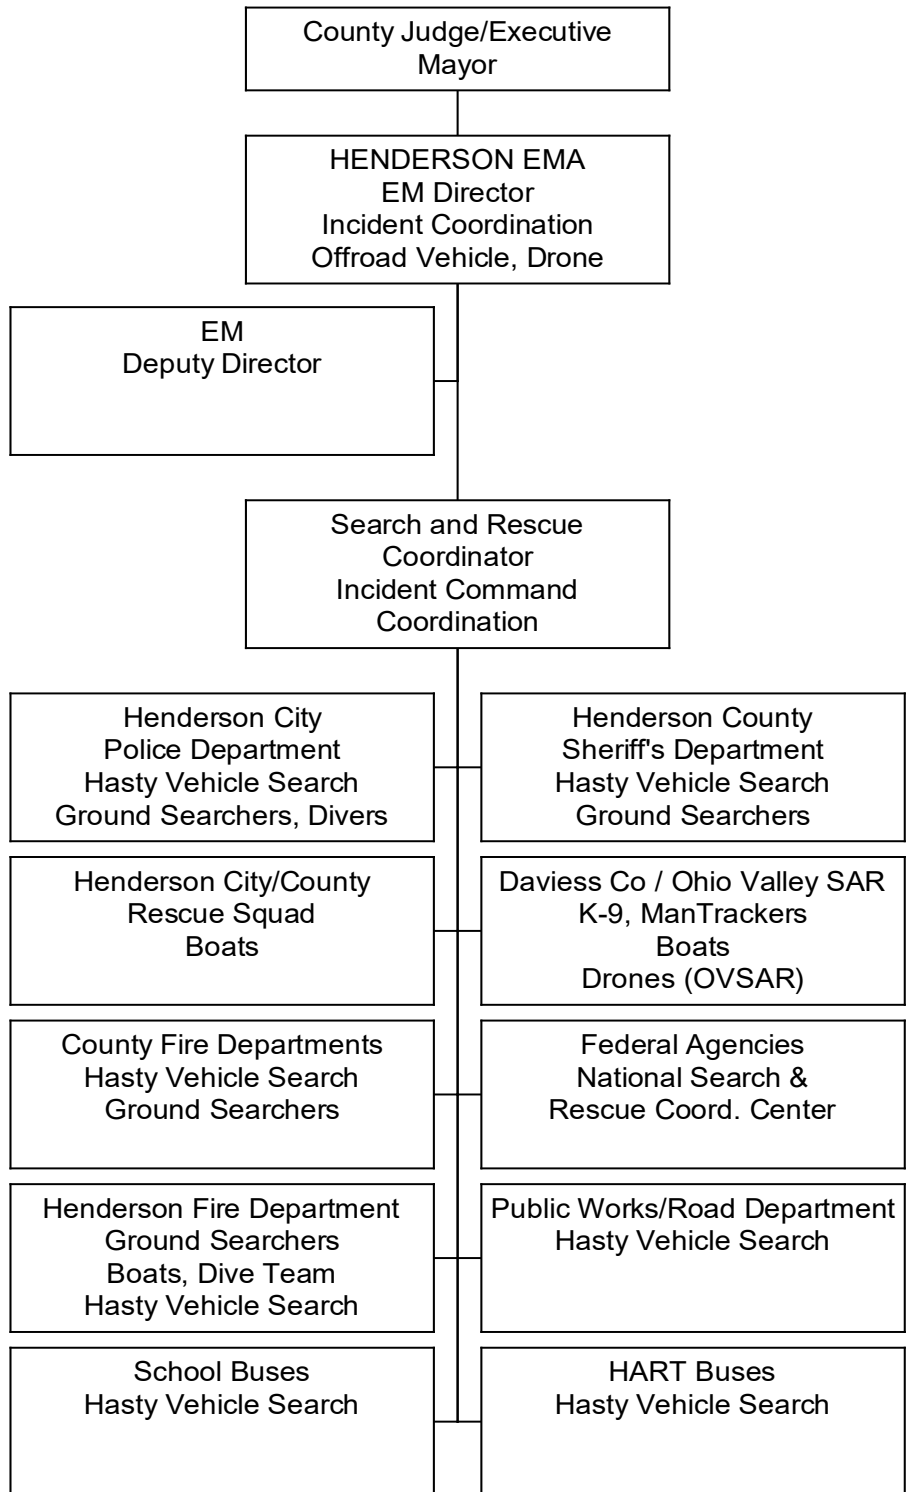 County Judge/Executive
Mayor
HENDERSON EMA
EM Director
Incident Coordination
Offroad Vehicle, Drone
EM
Deputy Director
Search and Rescue
Coordinator
Incident Command
Coordination
Henderson City
Police Department
Hasty Vehicle Search
Ground Searchers, Divers
Henderson County
Sheriff's Department
Hasty Vehicle Search
Ground Searchers
Henderson City/County
Rescue Squad
Boats
Daviess Co / Ohio Valley SAR
K-9, ManTrackers
Boats
Drones (OVSAR)
County Fire Departments
Hasty Vehicle Search
Ground Searchers
Federal Agencies
National Search &
Rescue Coord. Center
Henderson Fire Department
Ground Searchers
Boats, Dive Team
Hasty Vehicle Search
Public Works/Road Department
Hasty Vehicle Search
School Buses
Hasty Vehicle Search
HART Buses
Hasty Vehicle Search